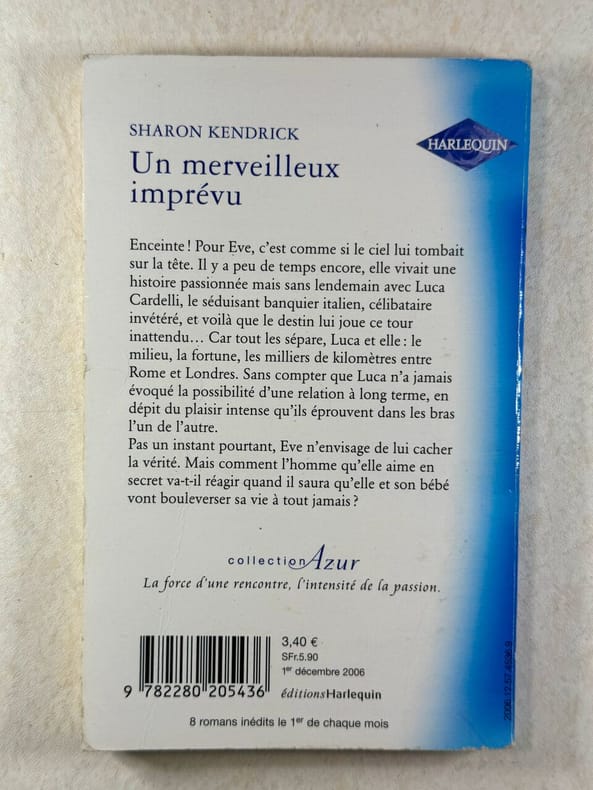 SHARON KENDRICK
HARLEQUIN
Un merveilleux
imprévu
Enceinte ! Pour Eve, c'est comme si le ciel lui tombait
sur la tête. Il y a peu de temps encore, elle vivait une
histoire passionnée mais sans lendemain avec Luca
Cardelli, le séduisant banquier italien, célibataire
invétéré, et voilà que le destin lui joue ce tour
inattendu... Car tout les sépare, Luca et elle : le
milieu, la fortune, les milliers de kilomètres entre
Rome et Londres. Sans compter que Luca n'a jamais
évoqué la possibilité d'une relation à long terme, en
dépit du plaisir intense qu'ils éprouvent dans les bras
l'un de l'autre.
Pas un instant pourtant, Eve n'envisage de lui cacher
la vérité. Mais comment l'homme qu'elle aime en
secret va-t-il réagir quand il saura qu'elle et son bébé
vont bouleverser sa vie à tout jamais ?
collection Azur
La force d'une rencontre, l'intensité de la passion.
3,40 €
SFr.5.90
1er décembre 2006
éditionsHarlequin
9 782280 205436
8 romans inédits le 1er de chaque mois